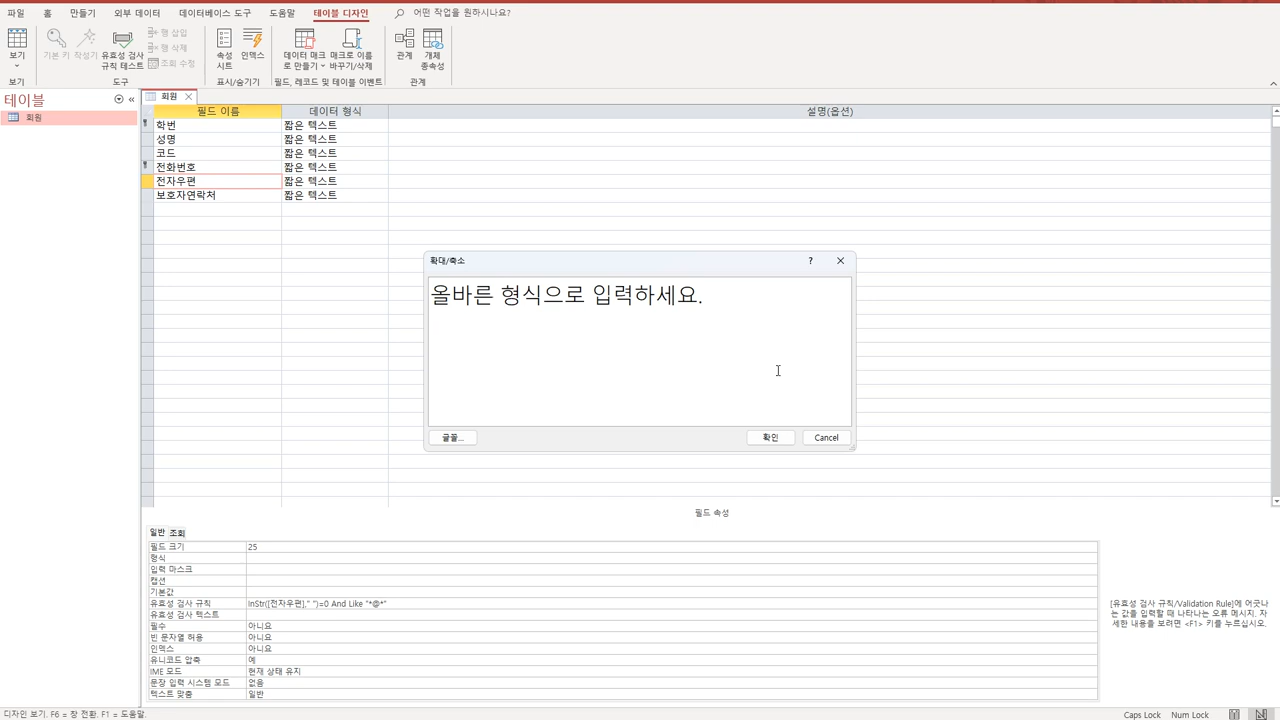 파일 홈 만들기 외부 데이터 데이터베이스 도구 도움말 테이블 디자인 어떤 작업을 원하시나요?
보기
기본 키
작성기
유효성 검사
규칙 테스트
행 삽입
행 삭제
조회 수정
속성
시트
인덱스
데이터 매크
로 만들기
매크로 이름
바꾸기/삭제
관계
개체
종속성
보기 도구 표시/숨기기 필드, 레코드 및 테이블 이벤트 관계
테이블
회원
회원
필드 이름 데이터 형식 설명(옵션)
학번 짧은 텍스트
성명 짧은 텍스트
코드 짧은 텍스트
전화번호 짧은 텍스트
전자우편 짧은 텍스트
보호자연락처 짧은 텍스트
확대/축소 ?
올바른 형식으로 입력하세요.
글꼴... 확인 Cancel
필드 속성
일반 조회
필드 크기 25
형식
입력 마스크
캡션
기본값
유효성 검사 규칙 InStr([전자우편]," ")=0 And Like "*@*"
유효성 검사 텍스트
필수 아니요
빈 문자열 허용 아니요
인덱스 아니요
유니코드 압축 예
IME 모드 현재 상태 유지
문장 입력 시스템 모드 없음
텍스트 맞춤 일반
[유효성 검사 규칙/Validation Rule]에 어긋나
는 값을 입력할 때 나타나는 오류 메시지. 자
세한 내용을 보려면 <F1> 키를 누르십시오.
디자인 보기. F6 = 창 전환. F1 = 도움말.
Caps Lock Num Lock